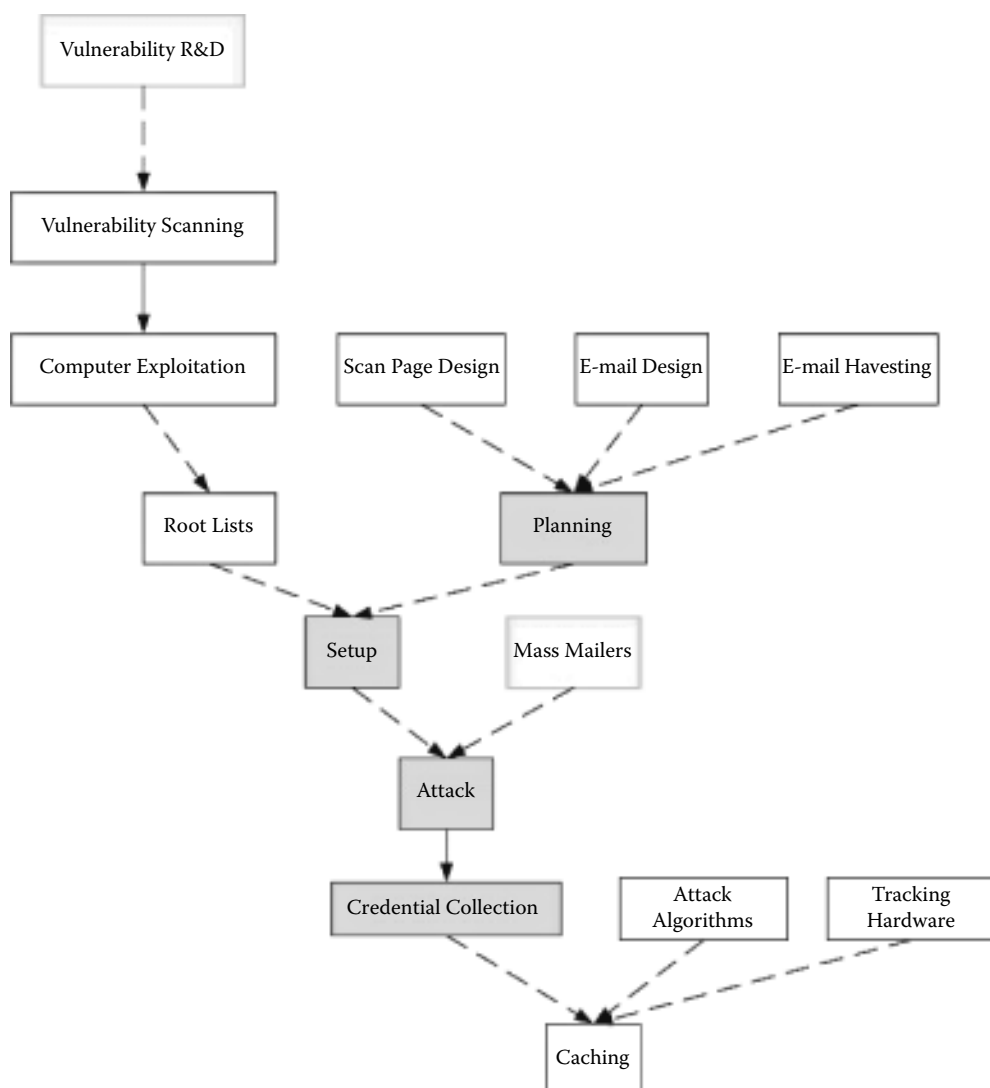 Vulnerability R&D
Vulnerability Scanning
Computer Exploitation
Scan Page Design
E-mail Design
E-mail Havesting
Root Lists
Planning
Setup
Mass Mailers
Attack
Credential Collection
Attack
Algorithms
Tracking
Hardware
Caching